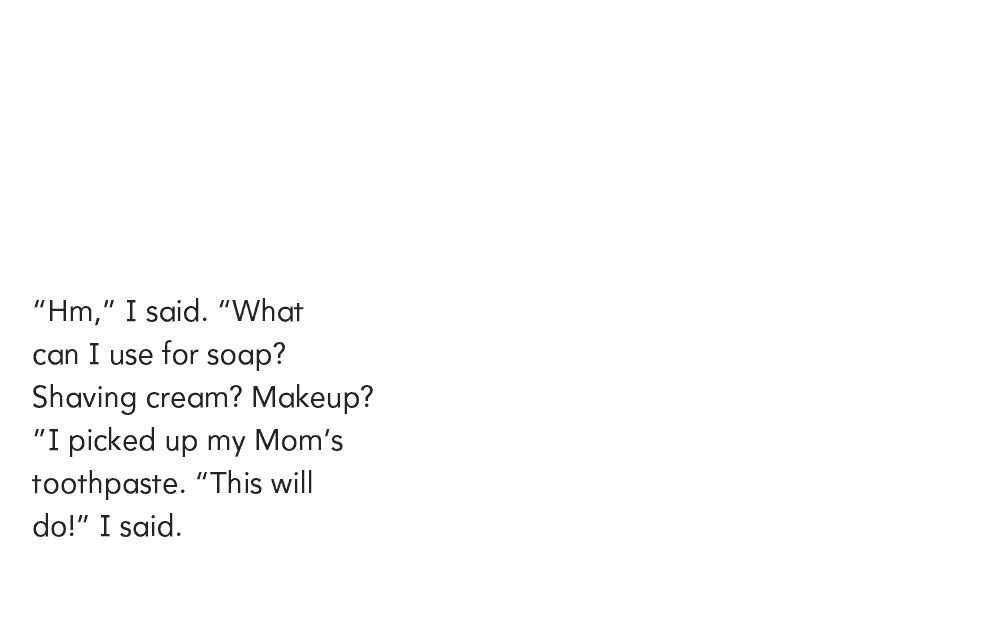 “Hm,” I said. “What
can I use for soap?
Shaving cream? Makeup?
”I picked up my Mom’s
toothpaste. “This will
do!” I said.